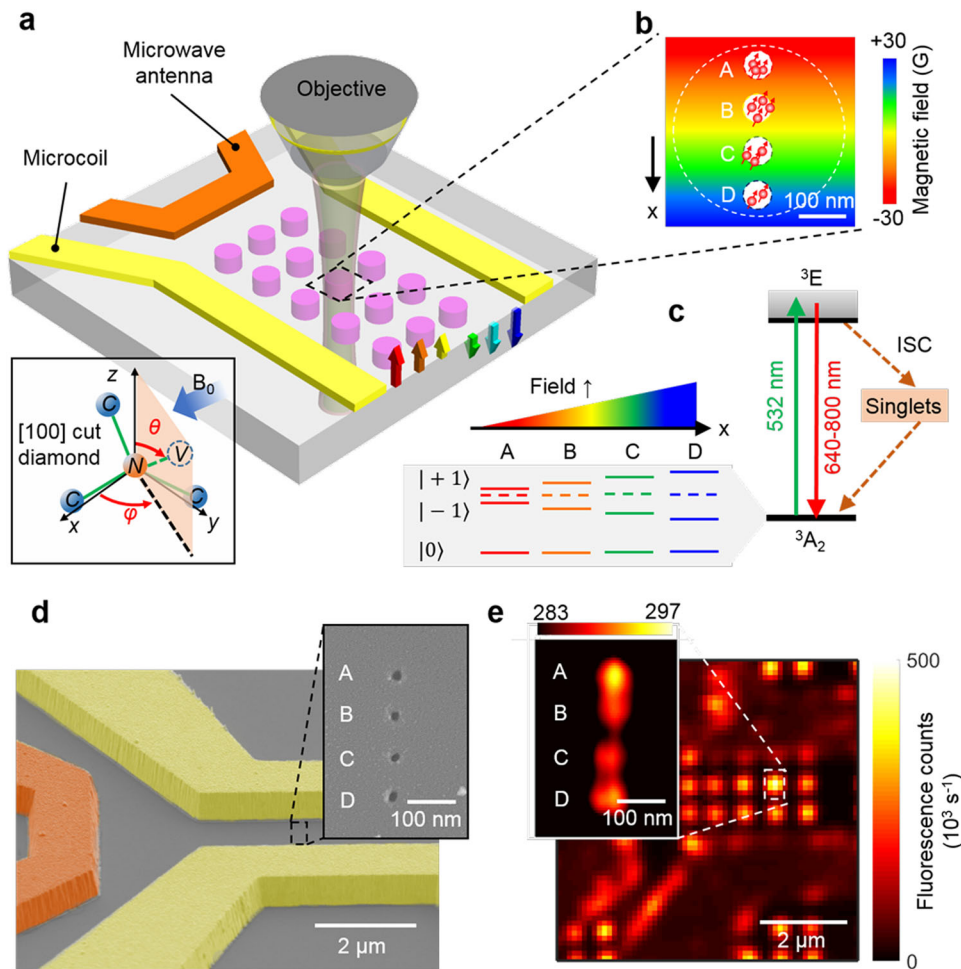 a
Microwave
antenna
Microcoil
Objective
b
A
B
C
D
x
100 nm
+30
-30
Magnetic field (G)
[100] cut
diamond
z
B₀
θ
C
V
N
C
C
φ
x
y
Field ↑
x
A B C D
|+1⟩
|−1⟩
|0⟩
c
³E
ISC
Singlets
532 nm
640-800 nm
³A₂
d
A
B
C
D
100 nm
2 μm
e
283 297
A
B
C
D
100 nm
2 μm
500
0
Fluorescence counts
(10³ s⁻¹)